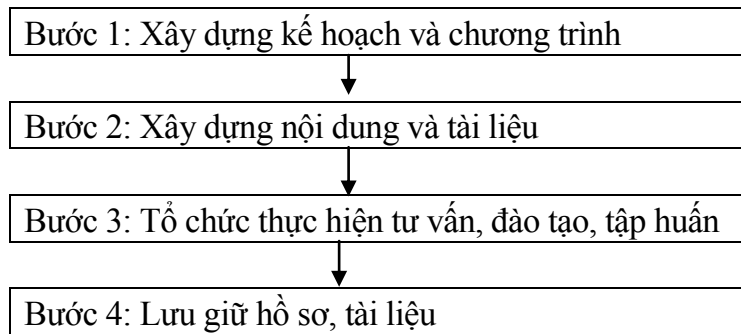 Bước 1: Xây dựng kế hoạch và chương trình
Bước 2: Xây dựng nội dung và tài liệu
Bước 3: Tổ chức thực hiện tư vấn, đào tạo, tập huấn
Bước 4: Lưu giữ hồ sơ, tài liệu